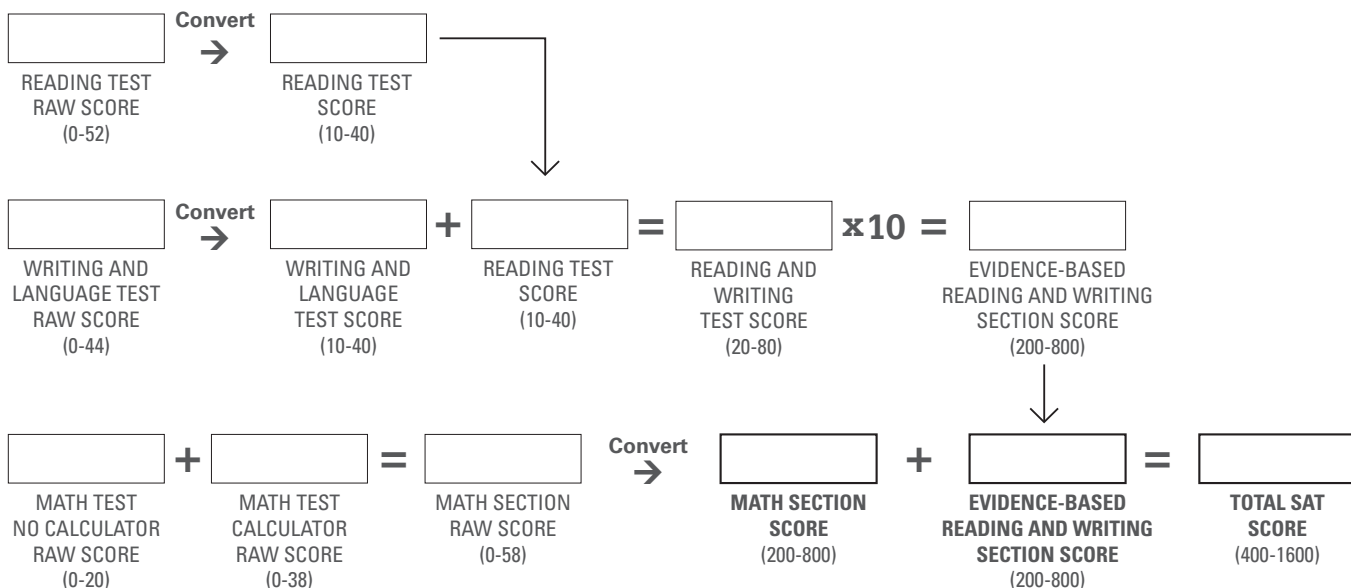 Convert
→
READING TEST
RAW SCORE
(0-52)
READING TEST
SCORE
(10-40)
Convert
→
+
=
x10 =
WRITING AND
LANGUAGE TEST
RAW SCORE
(0-44)
WRITING AND
LANGUAGE
TEST SCORE
(10-40)
READING TEST
SCORE
(10-40)
READING AND
WRITING
TEST SCORE
(20-80)
EVIDENCE-BASED
READING AND WRITING
SECTION SCORE
(200-800)
+
=
Convert
→
+
=
MATH TEST
NO CALCULATOR
RAW SCORE
(0-20)
MATH TEST
CALCULATOR
RAW SCORE
(0-38)
MATH SECTION
RAW SCORE
(0-58)
MATH SECTION
SCORE
(200-800)
EVIDENCE-BASED
READING AND WRITING
SECTION SCORE
(200-800)
TOTAL SAT
SCORE
(400-1600)